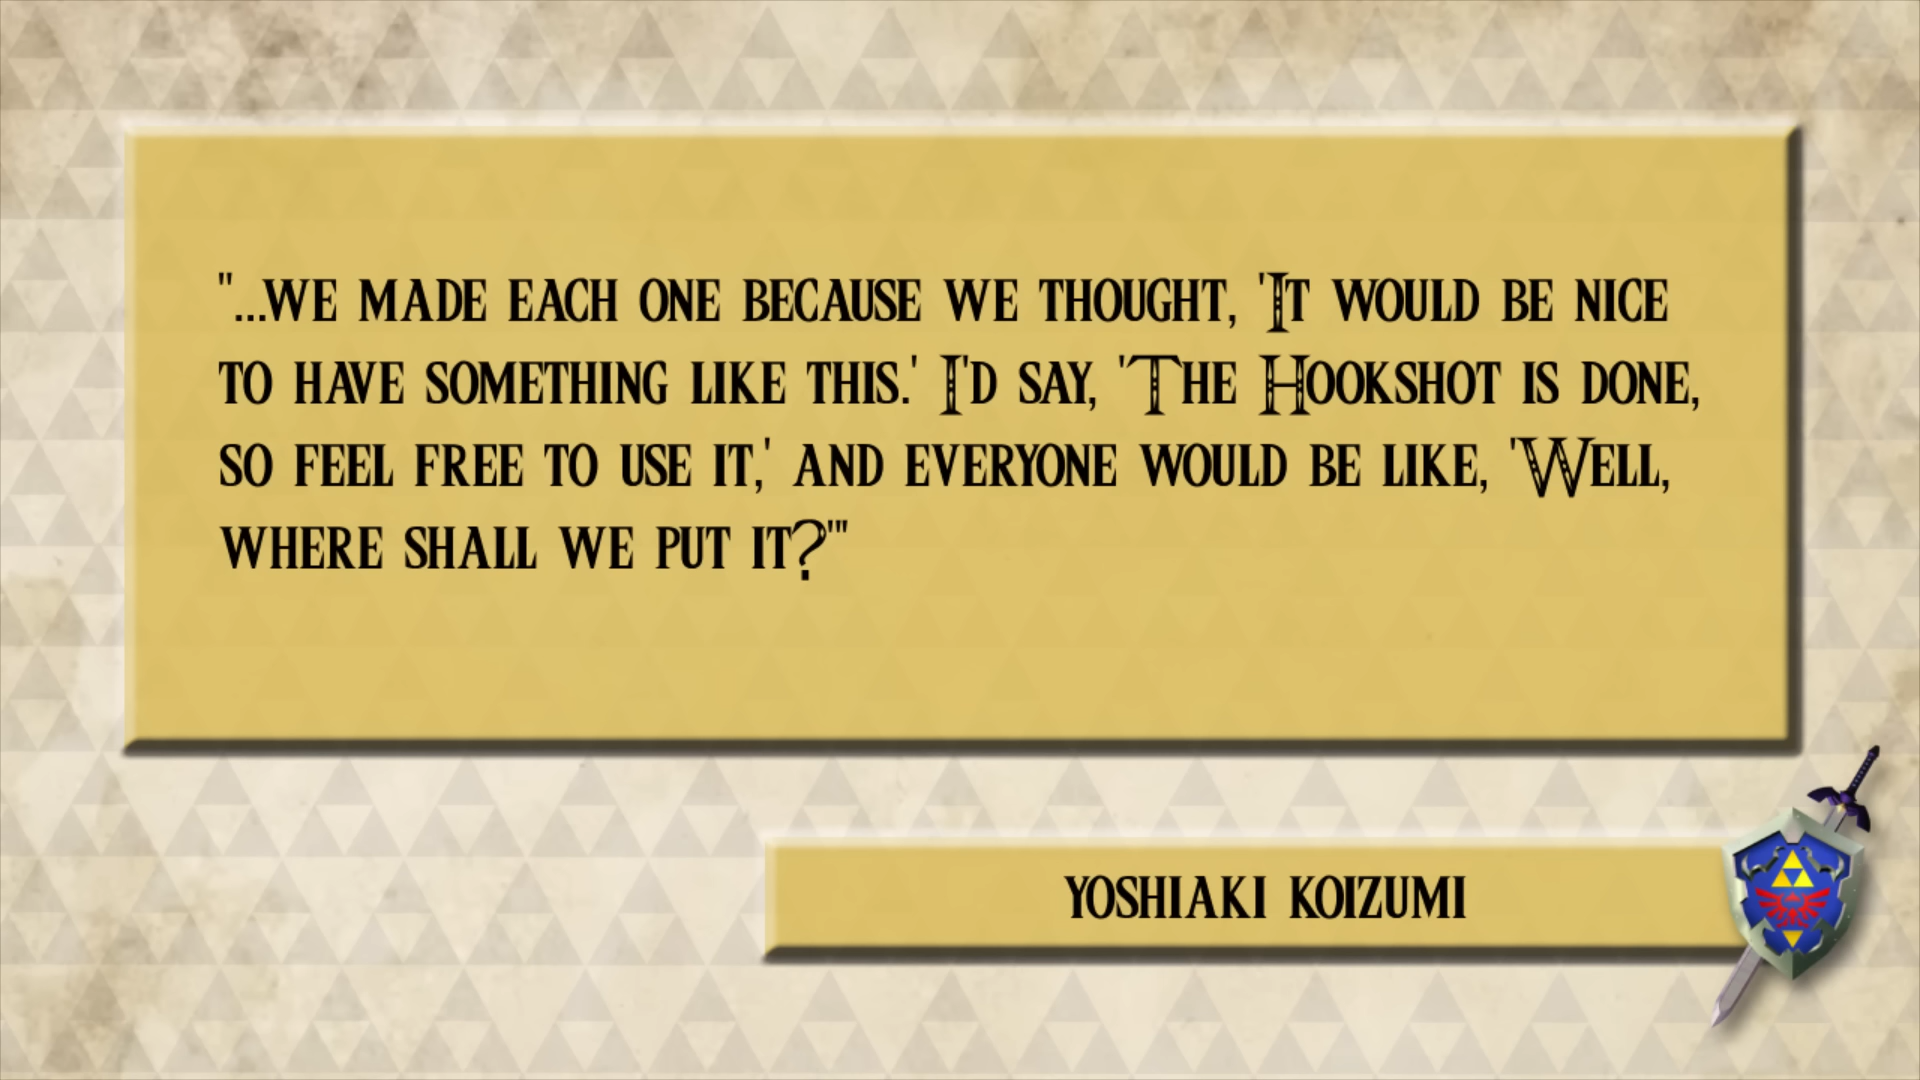 "...we made each one because we thought, 'It would be nice
to have something like this.' I'd say, 'The Hookshot is done,
so feel free to use it,' and everyone would be like, 'Well,
where shall we put it?'"
Yoshiaki Koizumi